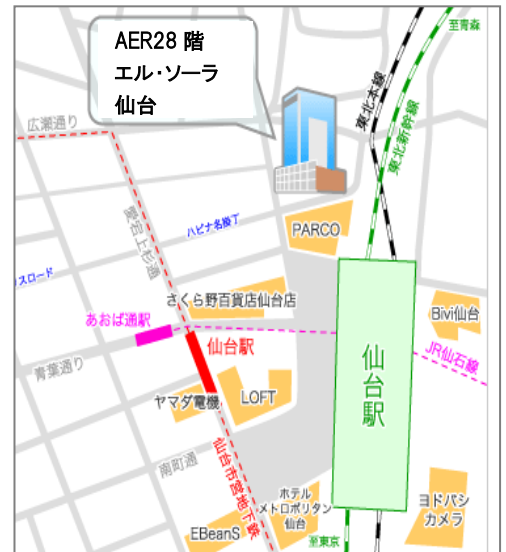 AER28 階
エル・ソーラ
仙台
至青森
東北本線
東北新幹線
広瀬通り
愛宕上杉通
ハピナ名掛丁
スロード
PARCO
さくら野百貨店仙台店
あおば通駅
Bivi仙台
仙台駅
JR仙石線
青葉通り
仙台駅
ヤマダ電機
LOFT
南町通
仙台市営地下鉄
ホテル
メトロポリタン
仙台
ヨドバシ
カメラ
EBeanS
至東京